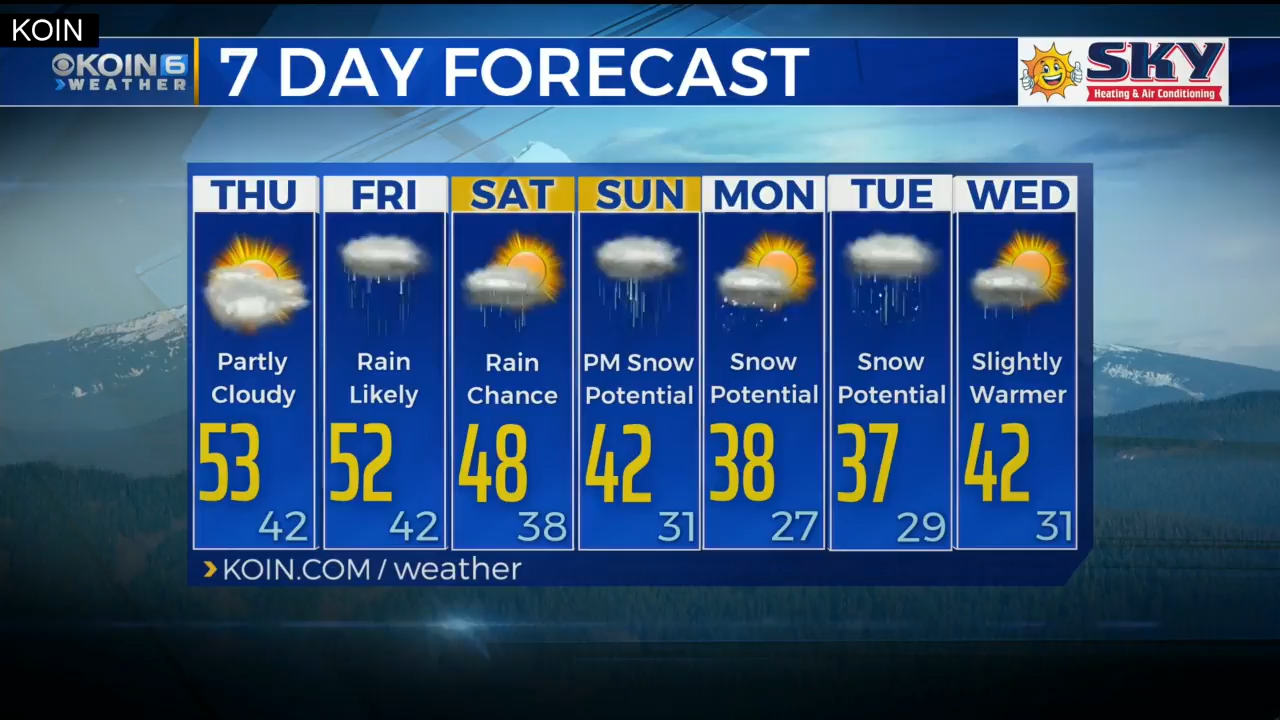 KOIN
KOIN 6
WEATHER
7 DAY FORECAST
SKY
Heating & Air Conditioning
THU
Partly
Cloudy
53
42
FRI
Rain
Likely
52
42
SAT
Rain
Chance
48
38
SUN
PM Snow
Potential
42
31
MON
Snow
Potential
38
27
TUE
Snow
Potential
37
29
WED
Slightly
Warmer
42
31
KOIN.COM / weather